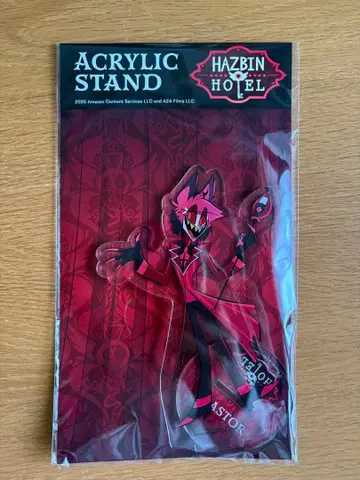 ACRYLIC
STAND
HAZBIN
HOTEL
2025 Amazon Content Services LLC and A24 Films LLC.